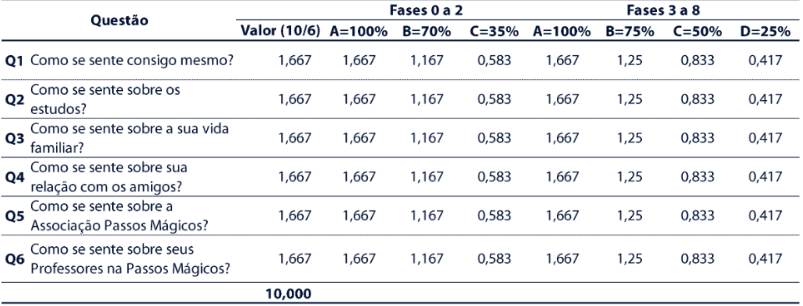 Questão Fases 0 a 2 Fases 3 a 8
Valor (10/6) A=100% B=70% C=35% A=100% B=75% C=50% D=25%
Q1 Como se sente consigo mesmo? 1,667 1,667 1,167 0,583 1,667 1,25 0,833 0,417
Q2 Como se sente sobre os
estudos? 1,667 1,667 1,167 0,583 1,667 1,25 0,833 0,417
Q3 Como se sente sobre a sua vida
familiar? 1,667 1,667 1,167 0,583 1,667 1,25 0,833 0,417
Q4 Como se sente sobre sua
relação com os amigos? 1,667 1,667 1,167 0,583 1,667 1,25 0,833 0,417
Q5 Como se sente sobre a
Associação Passos Mágicos? 1,667 1,667 1,167 0,583 1,667 1,25 0,833 0,417
Q6 Como se sente sobre seus
Professores na Passos Mágicos? 1,667 1,667 1,167 0,583 1,667 1,25 0,833 0,417
10,000